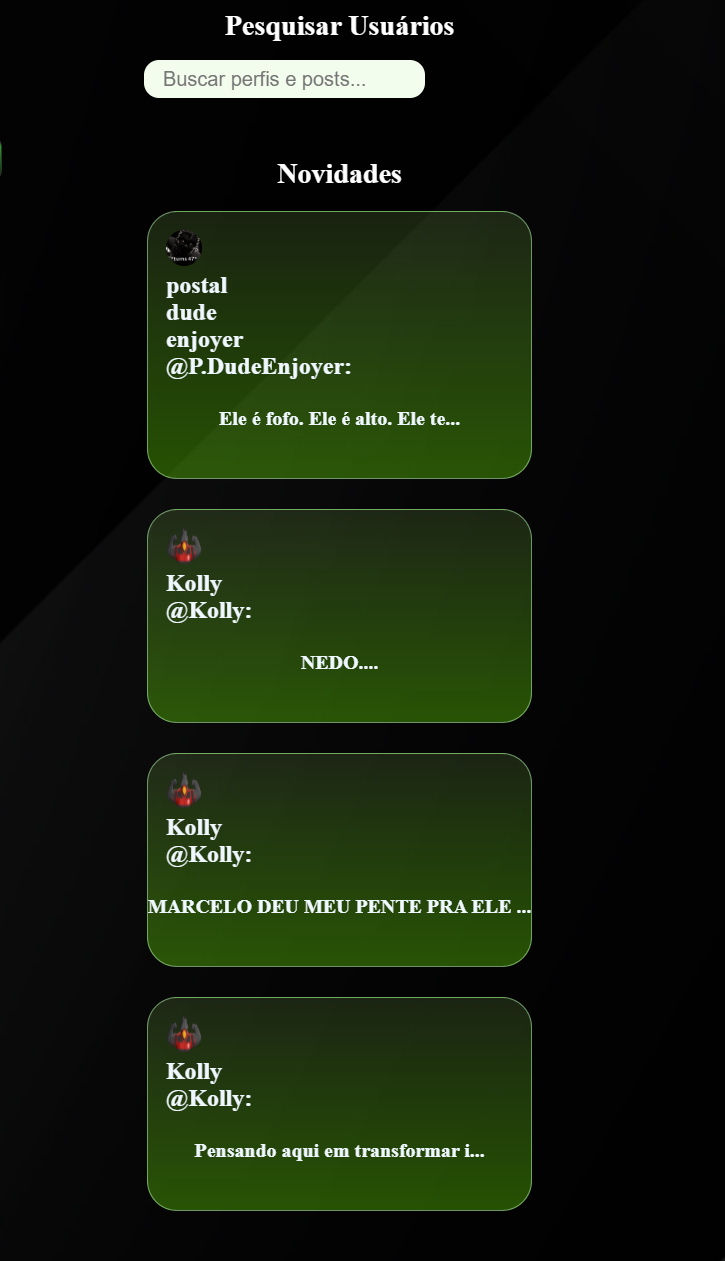 Pesquisar Usuários
Buscar perfis e posts...
Novidades
postal
dude
enjoyer
@P.DudeEnjoyer:
Ele é fofo. Ele é alto. Ele te...
Kolly
@Kolly:
NEDO....
Kolly
@Kolly:
MARCELO DEU MEU PENTE PRA ELE ...
Kolly
@Kolly:
Pensando aqui em transformar i...